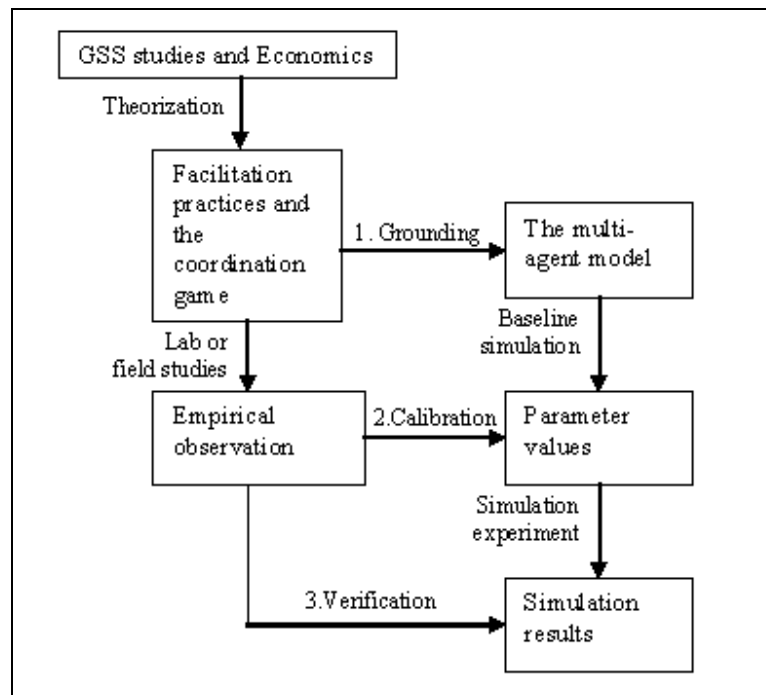 GSS studies and Economics
Theorization
Facilitation
practices and
the
coordination
game
1. Grounding
The multi-
agent model
Lab or
field studies
Baseline
simulation
Empirical
observation
2.Calibration
Parameter
values
Simulation
experiment
3.Verification
Simulation
results